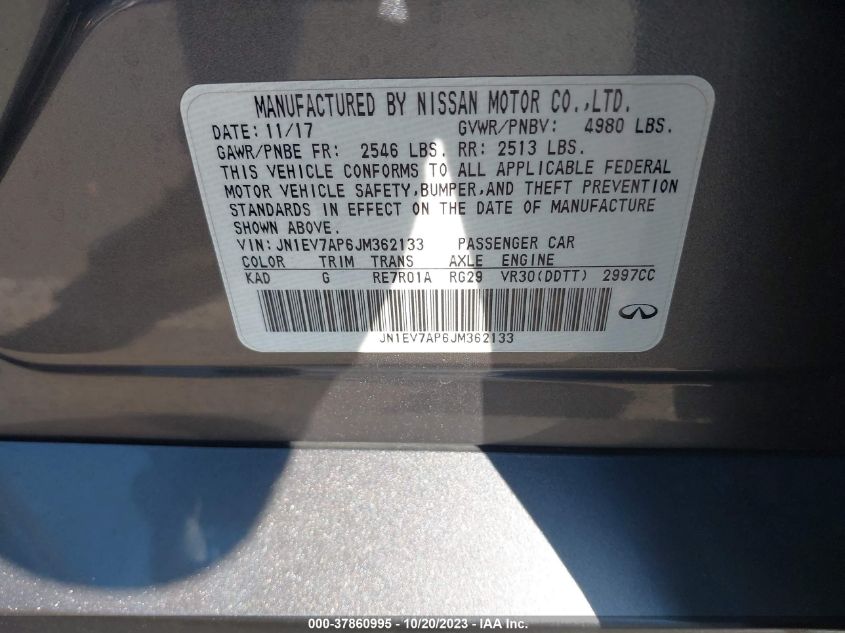 MANUFACTURED BY NISSAN MOTOR CO.,LTD.
DATE: 11/17 GVWR/PNBV: 4980 LBS.
GAWR/PNBE FR: 2546 LBS. RR: 2513 LBS.
THIS VEHICLE CONFORMS TO ALL APPLICABLE FEDERAL
MOTOR VEHICLE SAFETY,BUMPER,AND THEFT PREVENTION
STANDARDS IN EFFECT ON THE DATE OF MANUFACTURE
SHOWN ABOVE.
VIN: JN1EV7AP6JM362133 PASSENGER CAR
COLOR TRIM TRANS AXLE ENGINE
KAD G RE7R01A RG29 VR30(DDTT) 2997CC
JN1EV7AP6JM362133
000-37860995 - 10/20/2023 - IAA Inc.